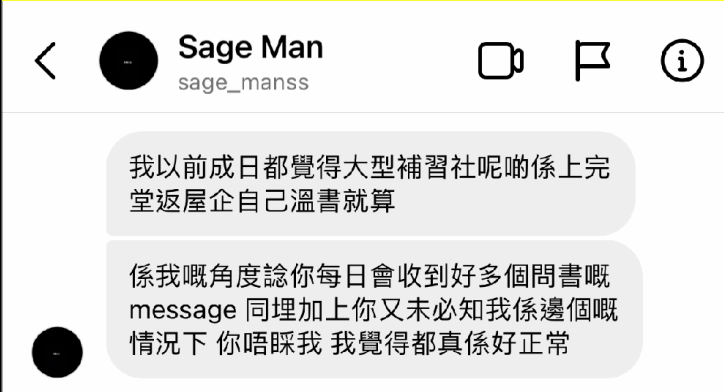 Sage Man
sage_manss
我以前成日都覺得大型補習社呢啲係上完
堂返屋企自己溫書就算
係我嘅角度諗你每日會收到好多個問書嘅
message 同埋加上你又未必知我係邊個嘅
情況下 你唔睬我 我覺得都真係好正常